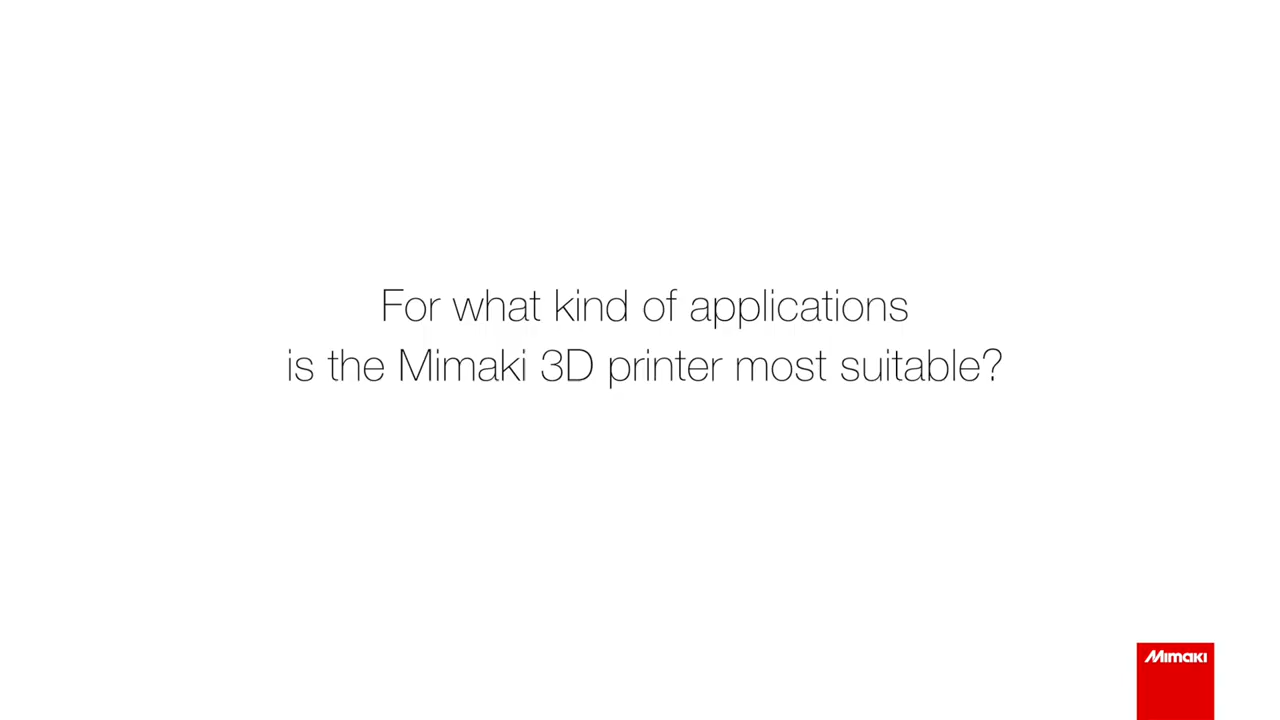 For what kind of applications
is the Mimaki 3D printer most suitable?
Mimaki